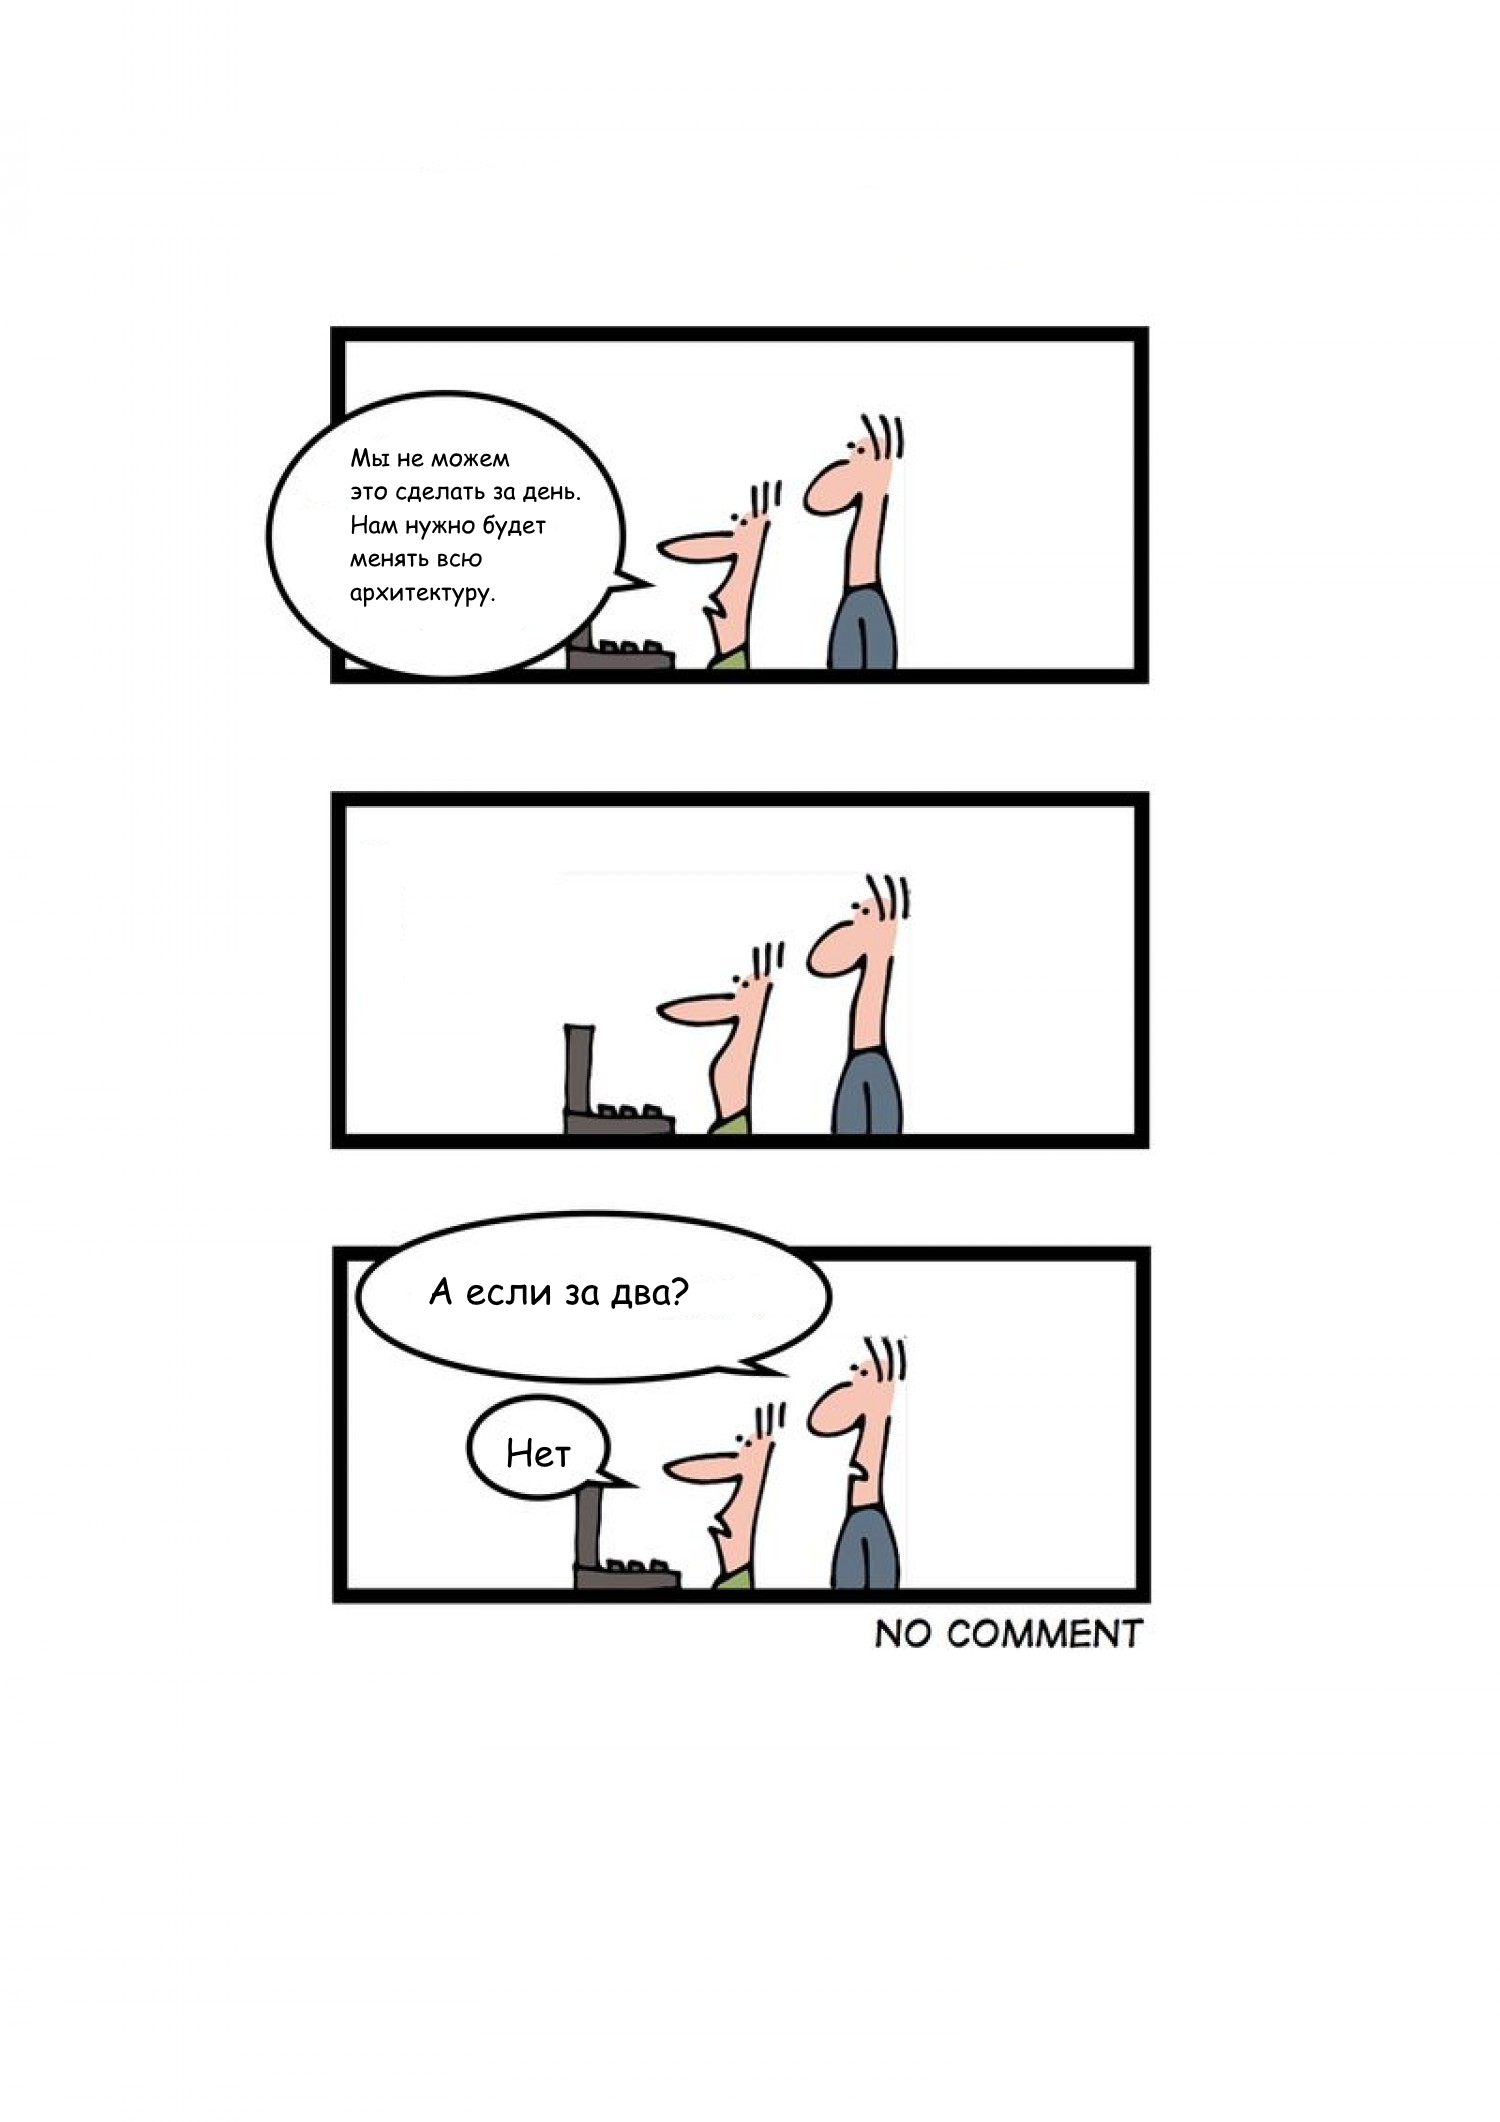 Мы не можем
это сделать за день.
Нам нужно будет
менять всю
архитектуру.
А если за два?
Нет
NO COMMENT